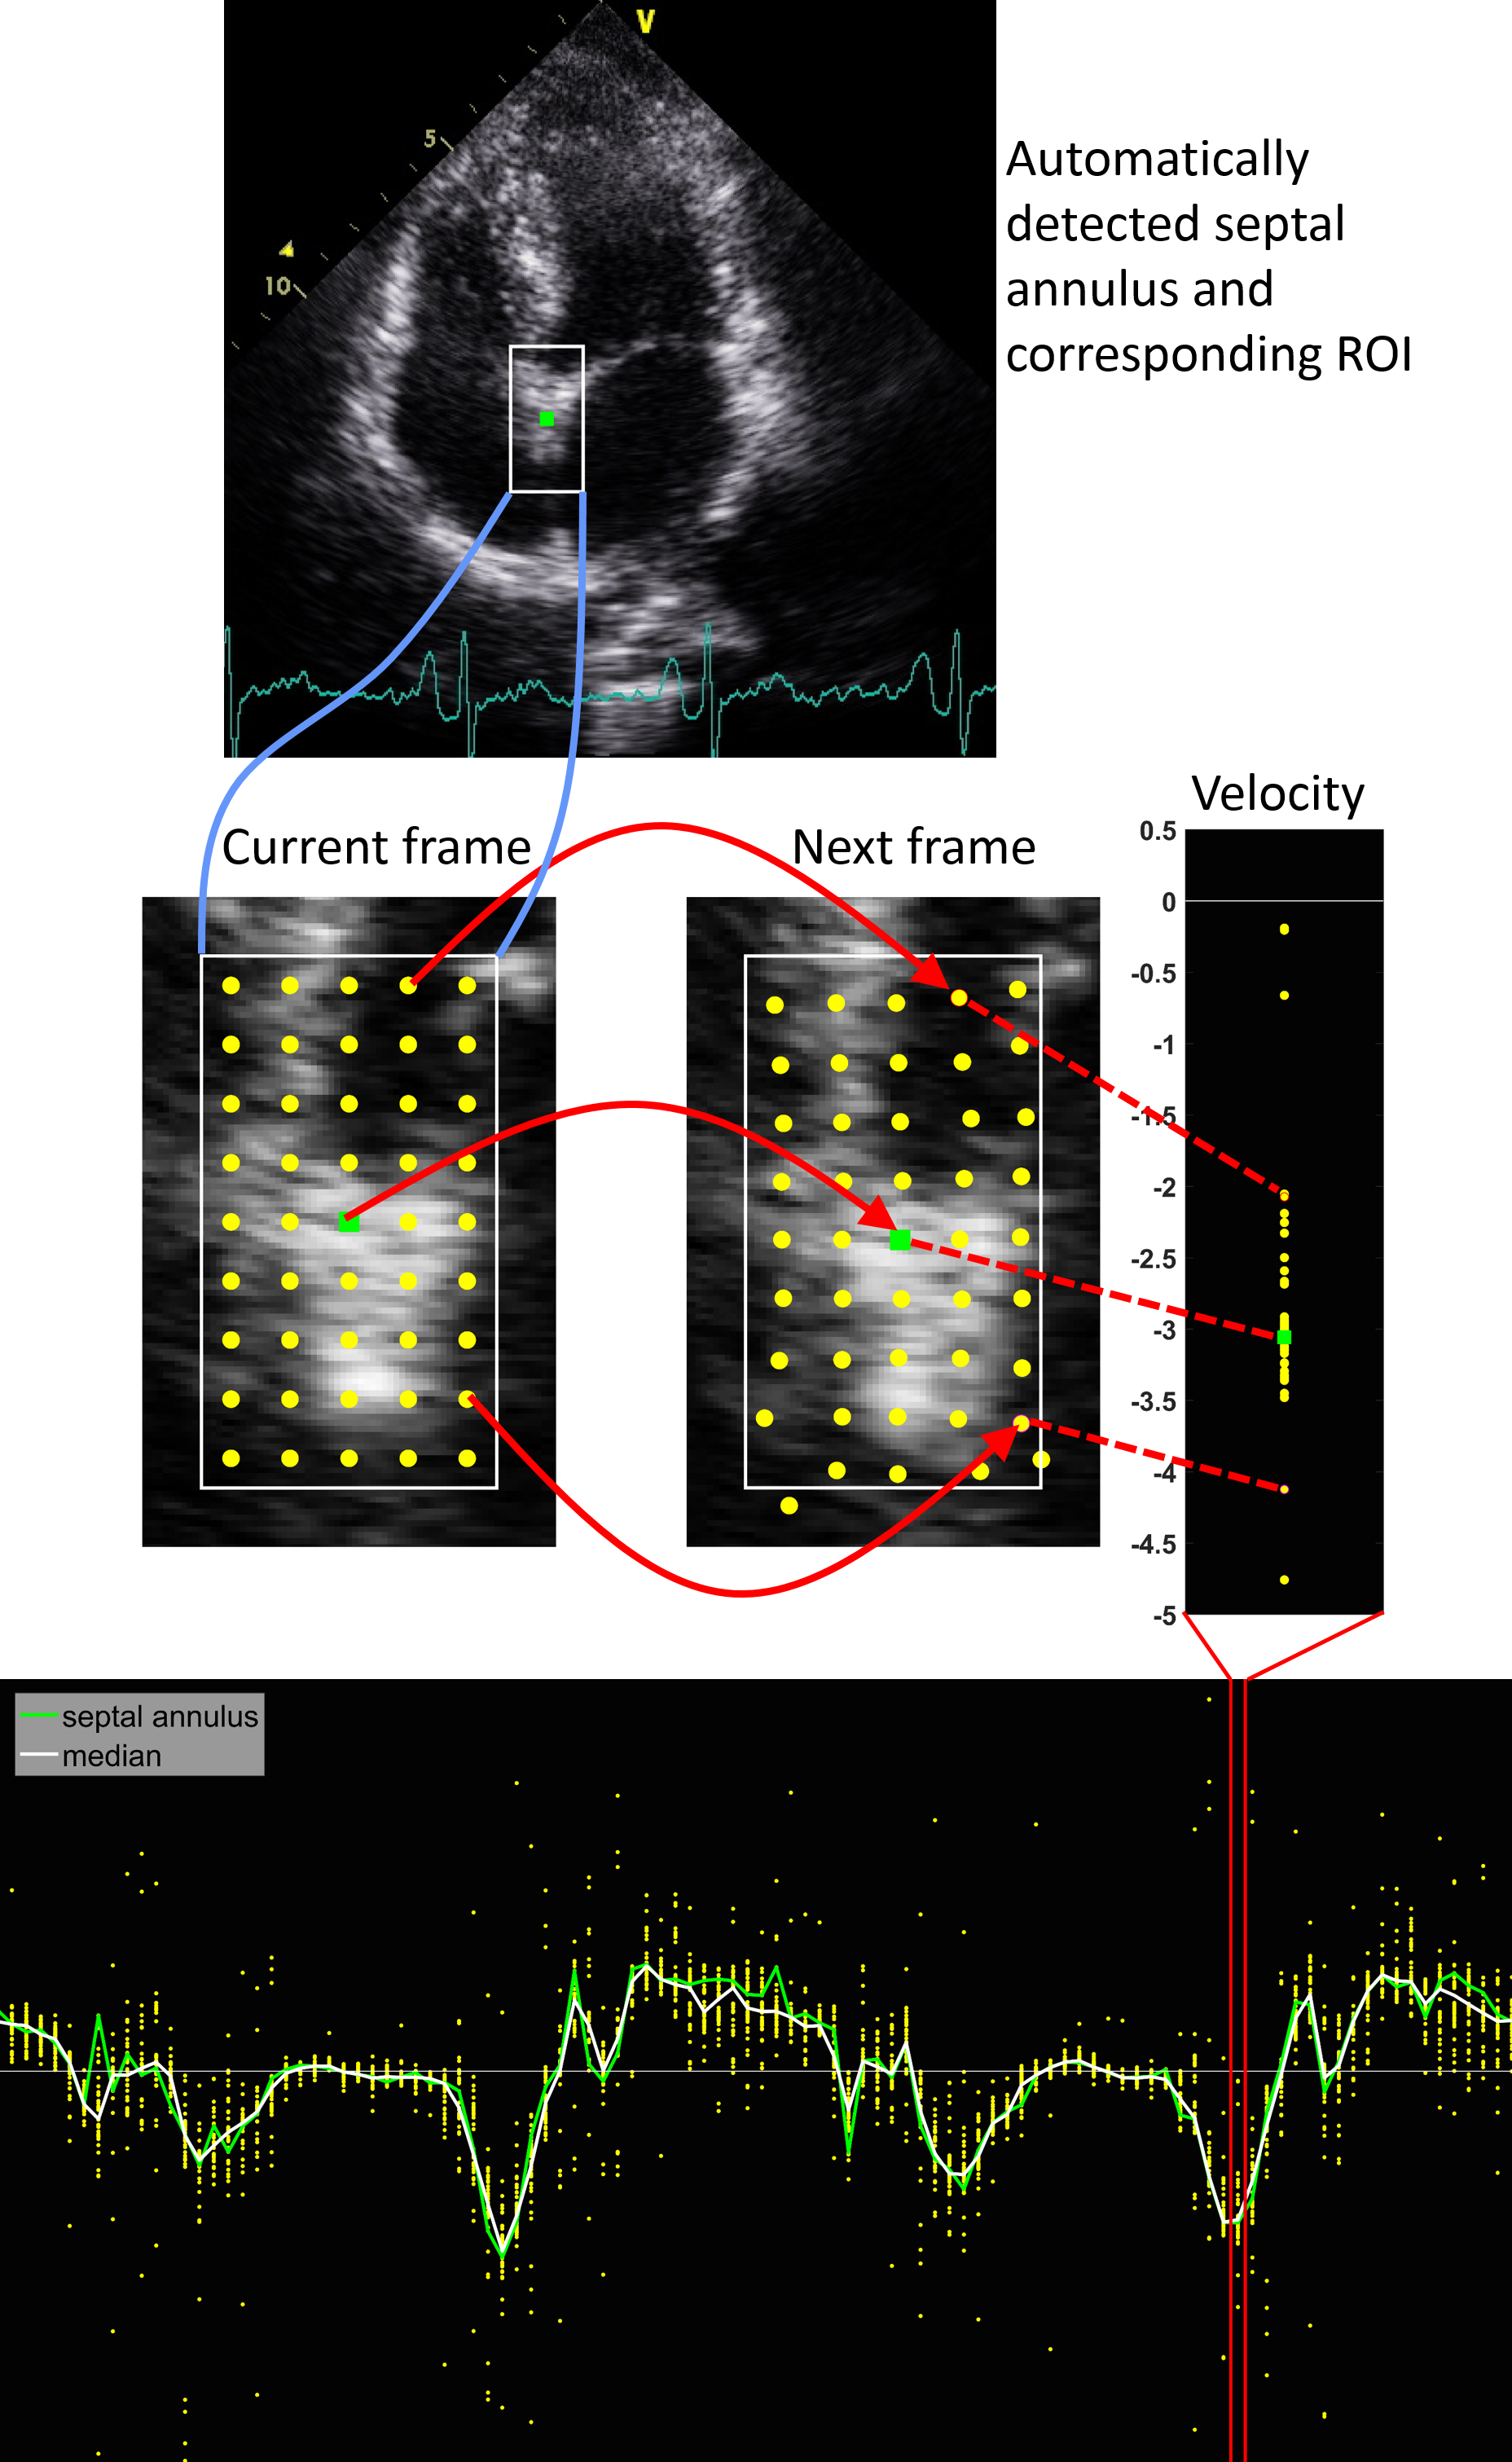 V
5
10
Automatically
detected septal
annulus and
corresponding ROI
Current frame
Next frame
Velocity
0.5
0
-0.5
-1
-1.5
-2
-2.5
-3
-3.5
-4
-4.5
-5
septal annulus
median